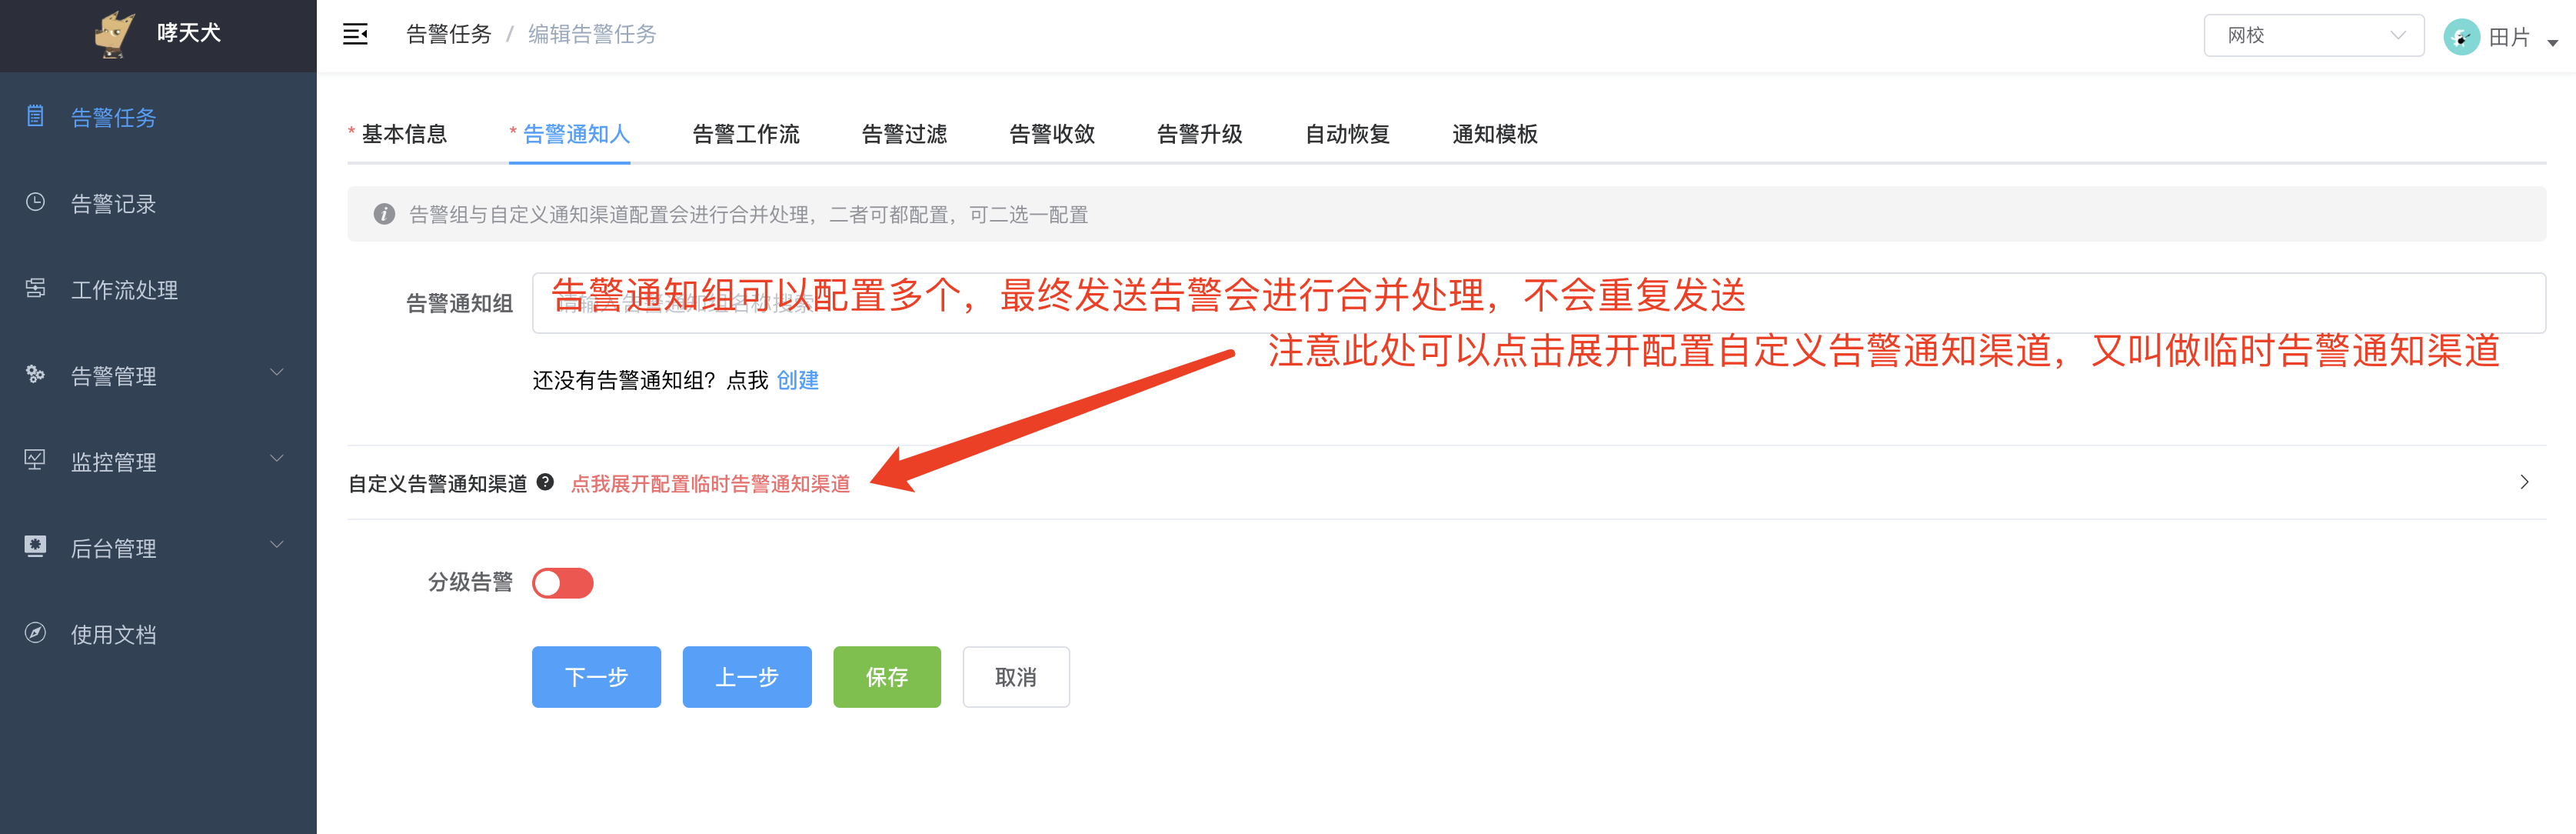 哮天犬
告警任务 / 编辑告警任务
网校
田片
告警任务
告警记录
工作流处理
告警管理
监控管理
后台管理
使用文档
* 基本信息 * 告警通知人 告警工作流 告警过滤 告警收敛 告警升级 自动恢复 通知模板
告警组与自定义通知渠道配置会进行合并处理，二者可都配置，可二选一配置
告警通知组
告警通知组可以配置多个，最终发送告警会进行合并处理，不会重复发送
注意此处可以点击展开配置自定义告警通知渠道，又叫做临时告警通知渠道
还没有告警通知组？点我 创建
自定义告警通知渠道 ? 点我展开配置临时告警通知渠道
分级告警
下一步 上一步 保存 取消